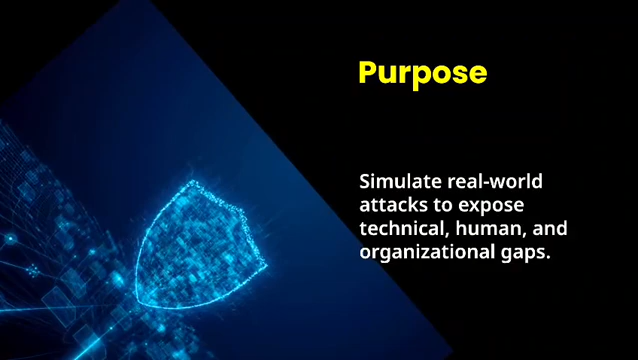 Purpose
Simulate real-world
attacks to expose
technical, human, and
organizational gaps.